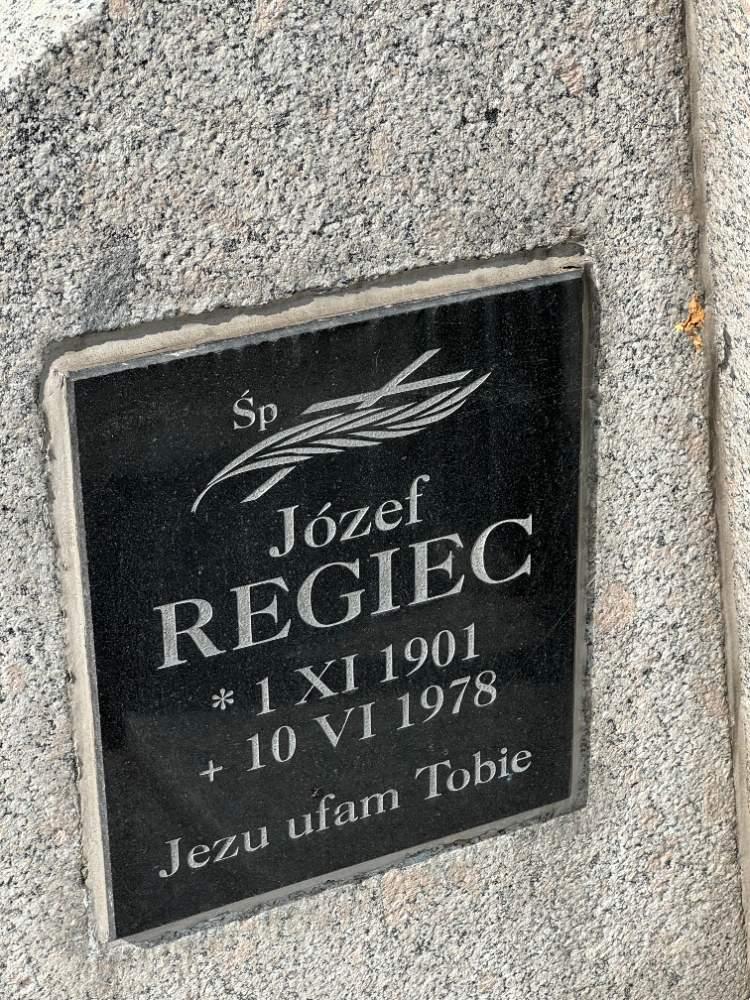 Śp
Józef
REGIEC
* 1 XI 1901
+ 10 VI 1978
Jezu ufam Tobie